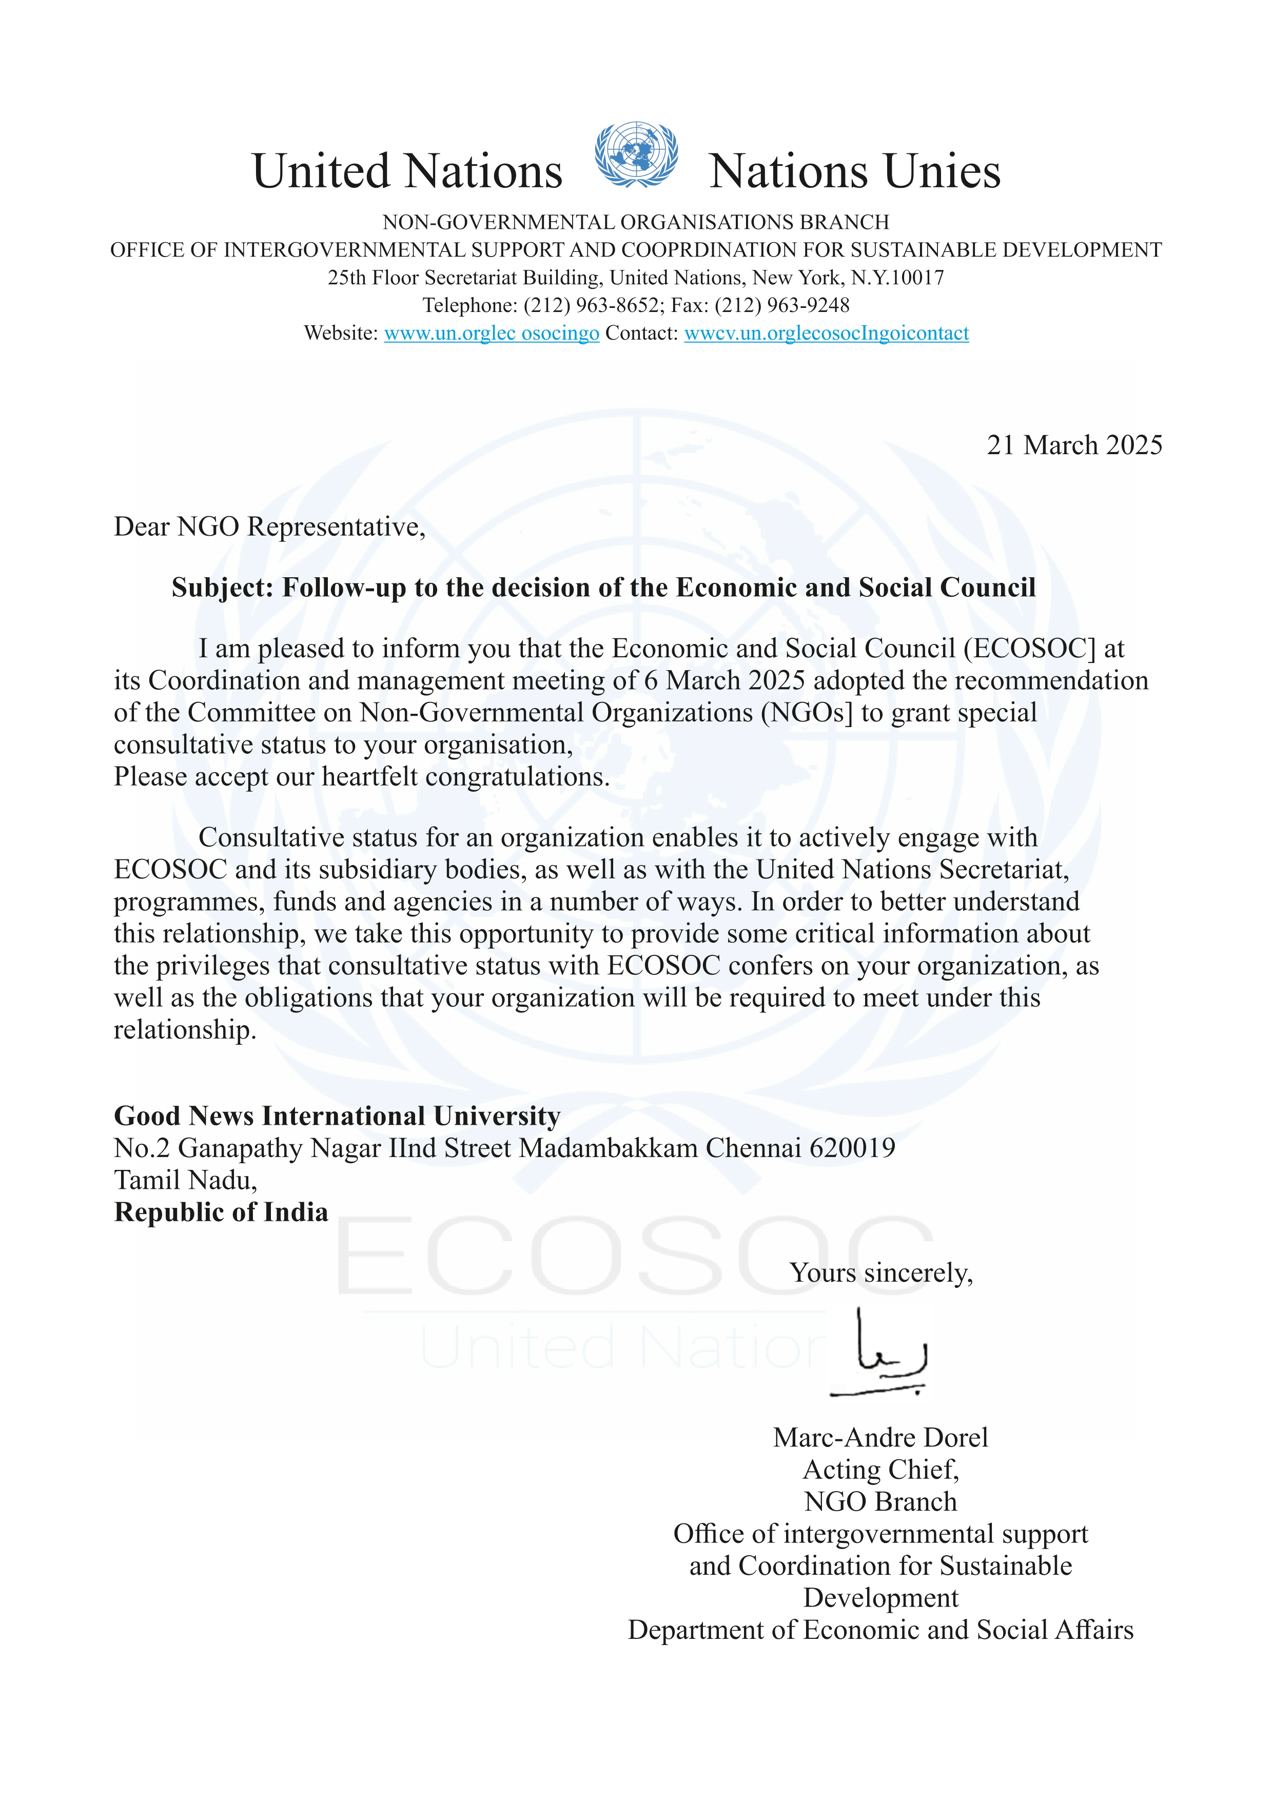 United Nations Nations Unies
NON-GOVERNMENTAL ORGANISATIONS BRANCH
OFFICE OF INTERGOVERNMENTAL SUPPORT AND COOPRDINATION FOR SUSTAINABLE DEVELOPMENT
25th Floor Secretariat Building, United Nations, New York, N.Y.10017
Telephone: (212) 963-8652; Fax: (212) 963-9248
Website: www.un.orglec osocingo Contact: wwcv.un.orglecosocIngoicontact
21 March 2025
Dear NGO Representative,
Subject: Follow-up to the decision of the Economic and Social Council
I am pleased to inform you that the Economic and Social Council (ECOSOC] at
its Coordination and management meeting of 6 March 2025 adopted the recommendation
of the Committee on Non-Governmental Organizations (NGOs] to grant special
consultative status to your organisation,
Please accept our heartfelt congratulations.
Consultative status for an organization enables it to actively engage with
ECOSOC and its subsidiary bodies, as well as with the United Nations Secretariat,
programmes, funds and agencies in a number of ways. In order to better understand
this relationship, we take this opportunity to provide some critical information about
the privileges that consultative status with ECOSOC confers on your organization, as
well as the obligations that your organization will be required to meet under this
relationship.
Good News International University
No.2 Ganapathy Nagar IInd Street Madambakkam Chennai 620019
Tamil Nadu,
Republic of India
ECOSOC
Yours sincerely,
United Nation
Marc-Andre Dorel
Acting Chief,
NGO Branch
Office of intergovernmental support
and Coordination for Sustainable
Development
Department of Economic and Social Affairs